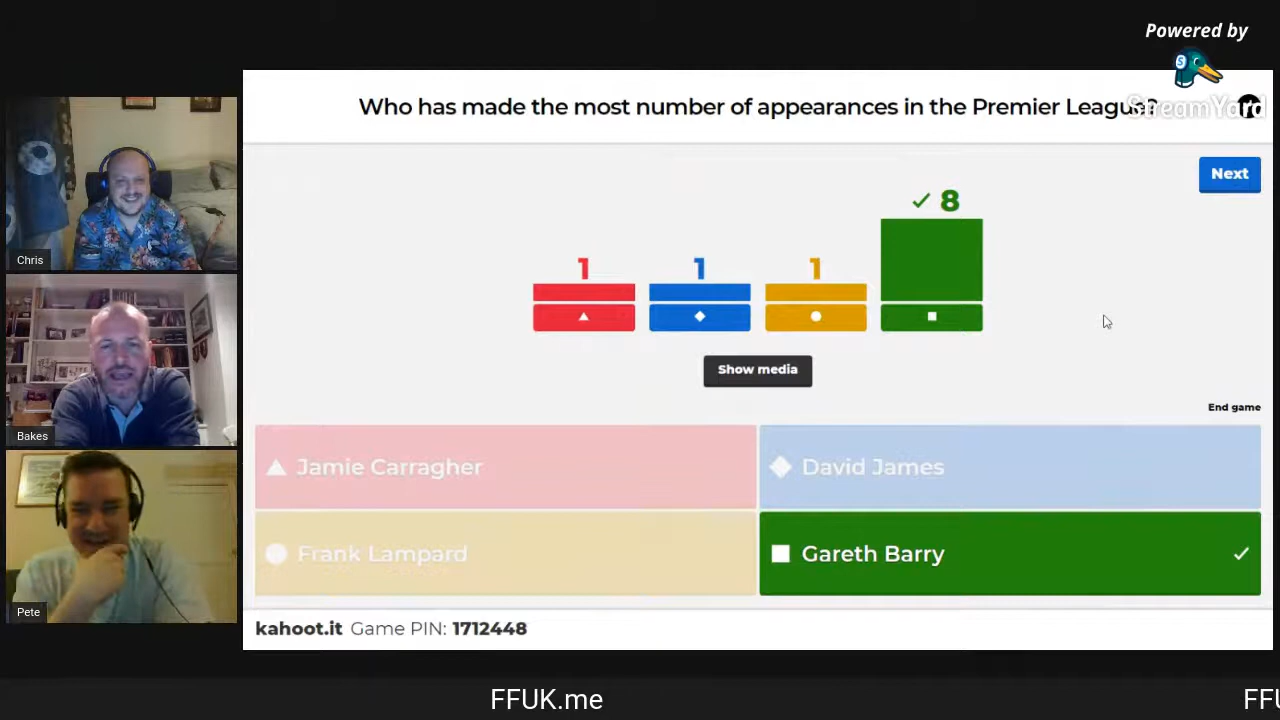 Powered by
StreamYard
Who has made the most number of appearances in the Premier League?
Next
8
1
1
1
Show media
End game
Chris
Bakes
Pete
Jamie Carragher
David James
Frank Lampard
Gareth Barry
kahoot.it Game PIN: 1712448
FFUK.me
FFU